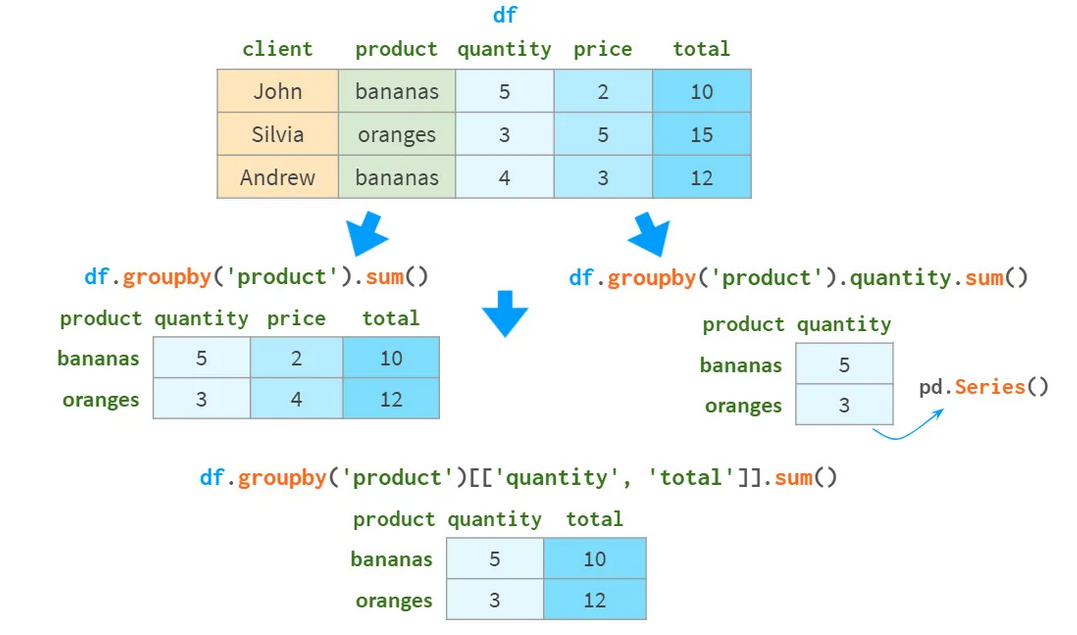 df
client product quantity price total
John bananas 5 2 10
Silvia oranges 3 5 15
Andrew bananas 4 3 12
df.groupby('product').sum()
product quantity price total
bananas 5 2 10
oranges 3 4 12
df.groupby('product').quantity.sum()
product quantity
bananas 5
oranges 3
pd.Series()
df.groupby('product')[['quantity', 'total']].sum()
product quantity total
bananas 5 10
oranges 3 12